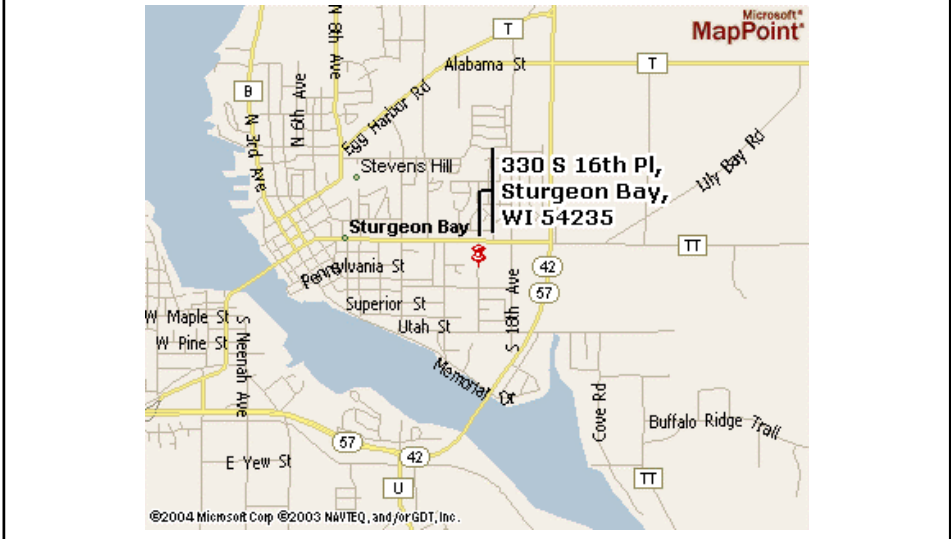 Microsoft®
MapPoint®
T
N 8th Ave
Alabama St
T
B
N 6th Ave
Egg Harbor Rd
N 3rd Ave
Lily Bay Rd
Stevens Hill
330 S 16th Pl,
Sturgeon Bay,
WI 54235
Sturgeon Bay
TT
Pennsylvania St
42
57
Superior St
S 18th Ave
W Maple St
Utah St
S Neenah Ave
W Pine St
Memorial Dr
Cove Rd
Buffalo Ridge Trail
57
42
E Yew St
TT
U
©2004 Microsoft Corp ©2003 NAVTEQ, and/or GDT, Inc.